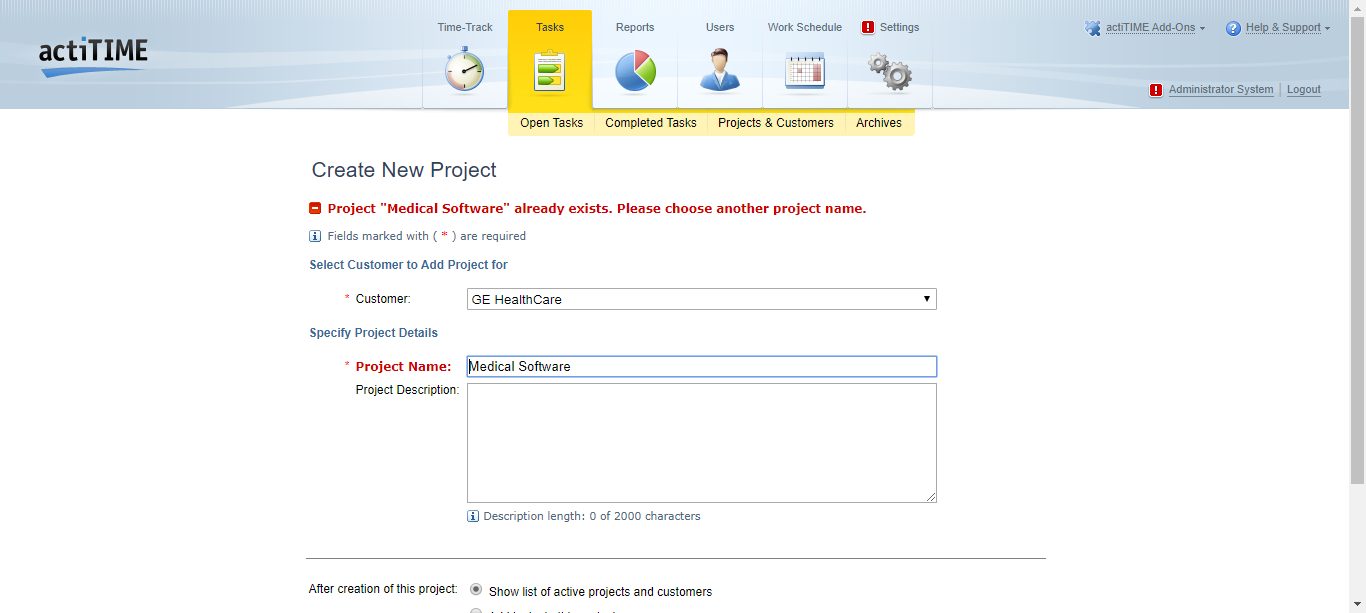 actiTIME
Time-Track
Tasks
Reports
Users
Work Schedule
Settings
actiTIME Add-Ons
Help & Support
Administrator System
Logout
Open Tasks
Completed Tasks
Projects & Customers
Archives
Create New Project
Project "Medical Software" already exists. Please choose another project name.
Fields marked with ( * ) are required
Select Customer to Add Project for
* Customer: GE HealthCare
Specify Project Details
* Project Name: Medical Software
Project Description:
Description length: 0 of 2000 characters
After creation of this project: Show list of active projects and customers